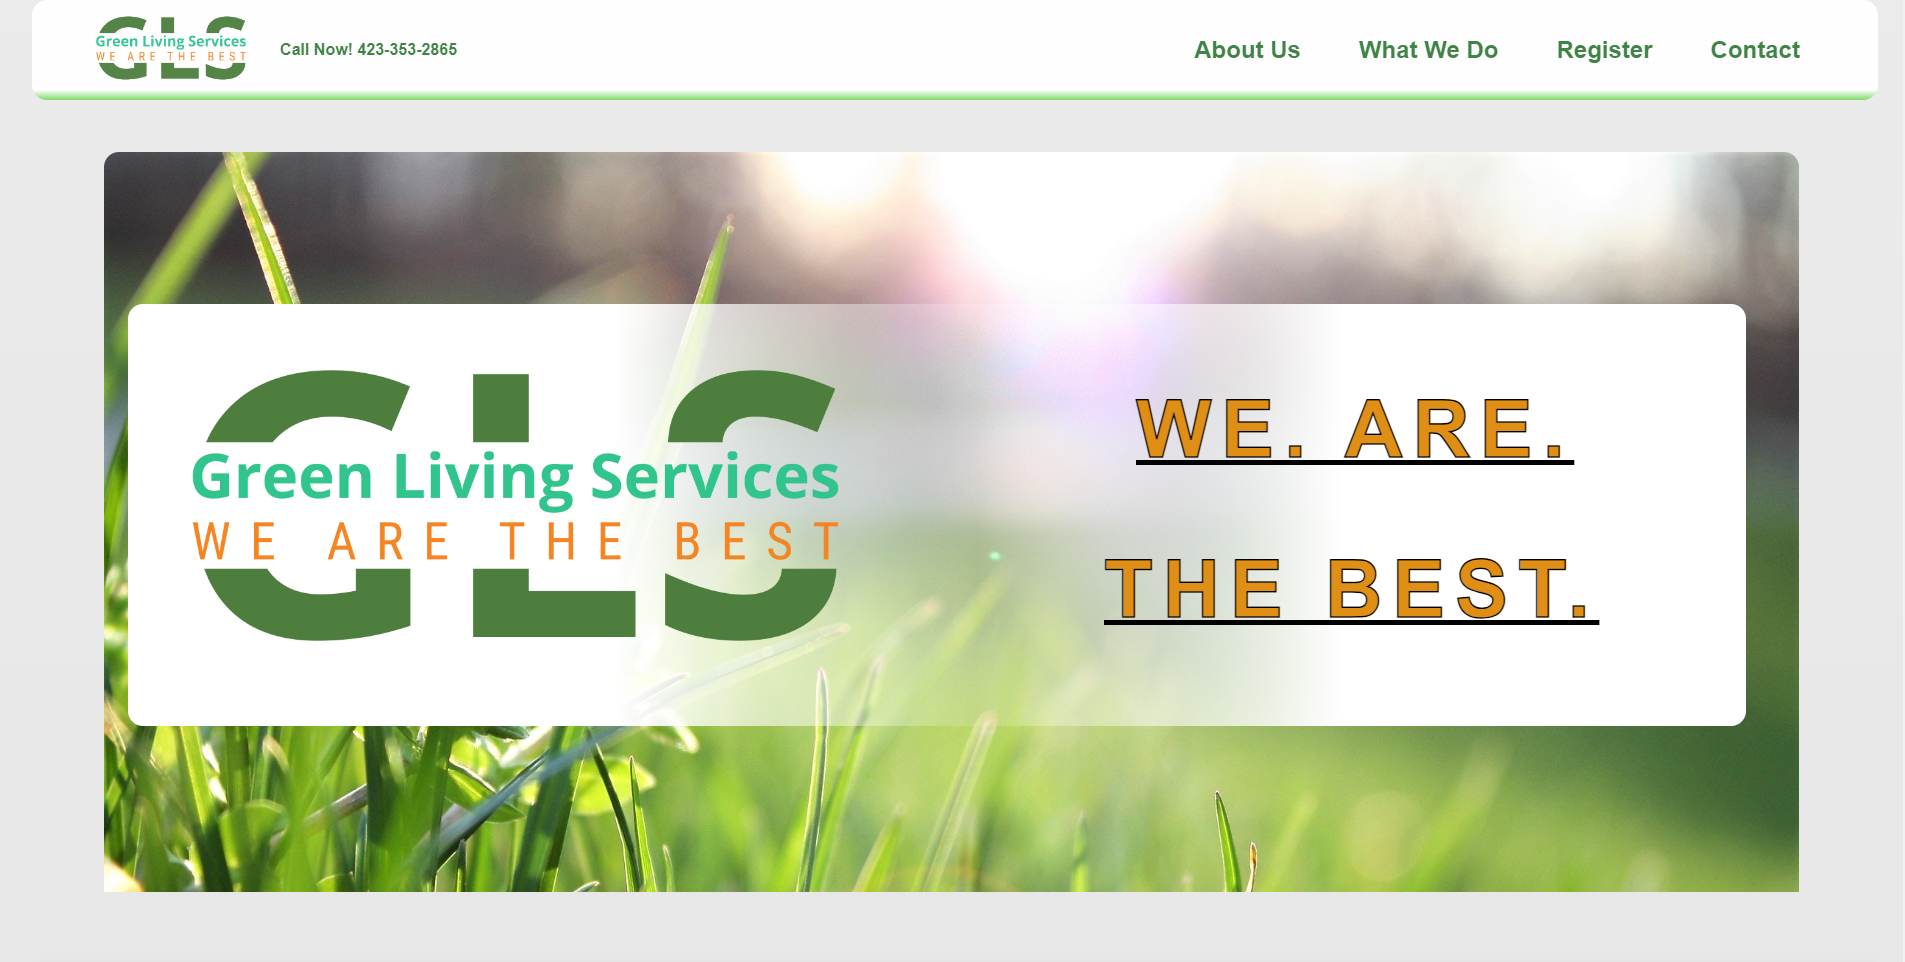 GLS
Green Living Services
WE ARE THE BEST
Call Now! 423-353-2865
About Us
What We Do
Register
Contact
GLS
Green Living Services
WE ARE THE BEST
WE. ARE.
THE BEST.